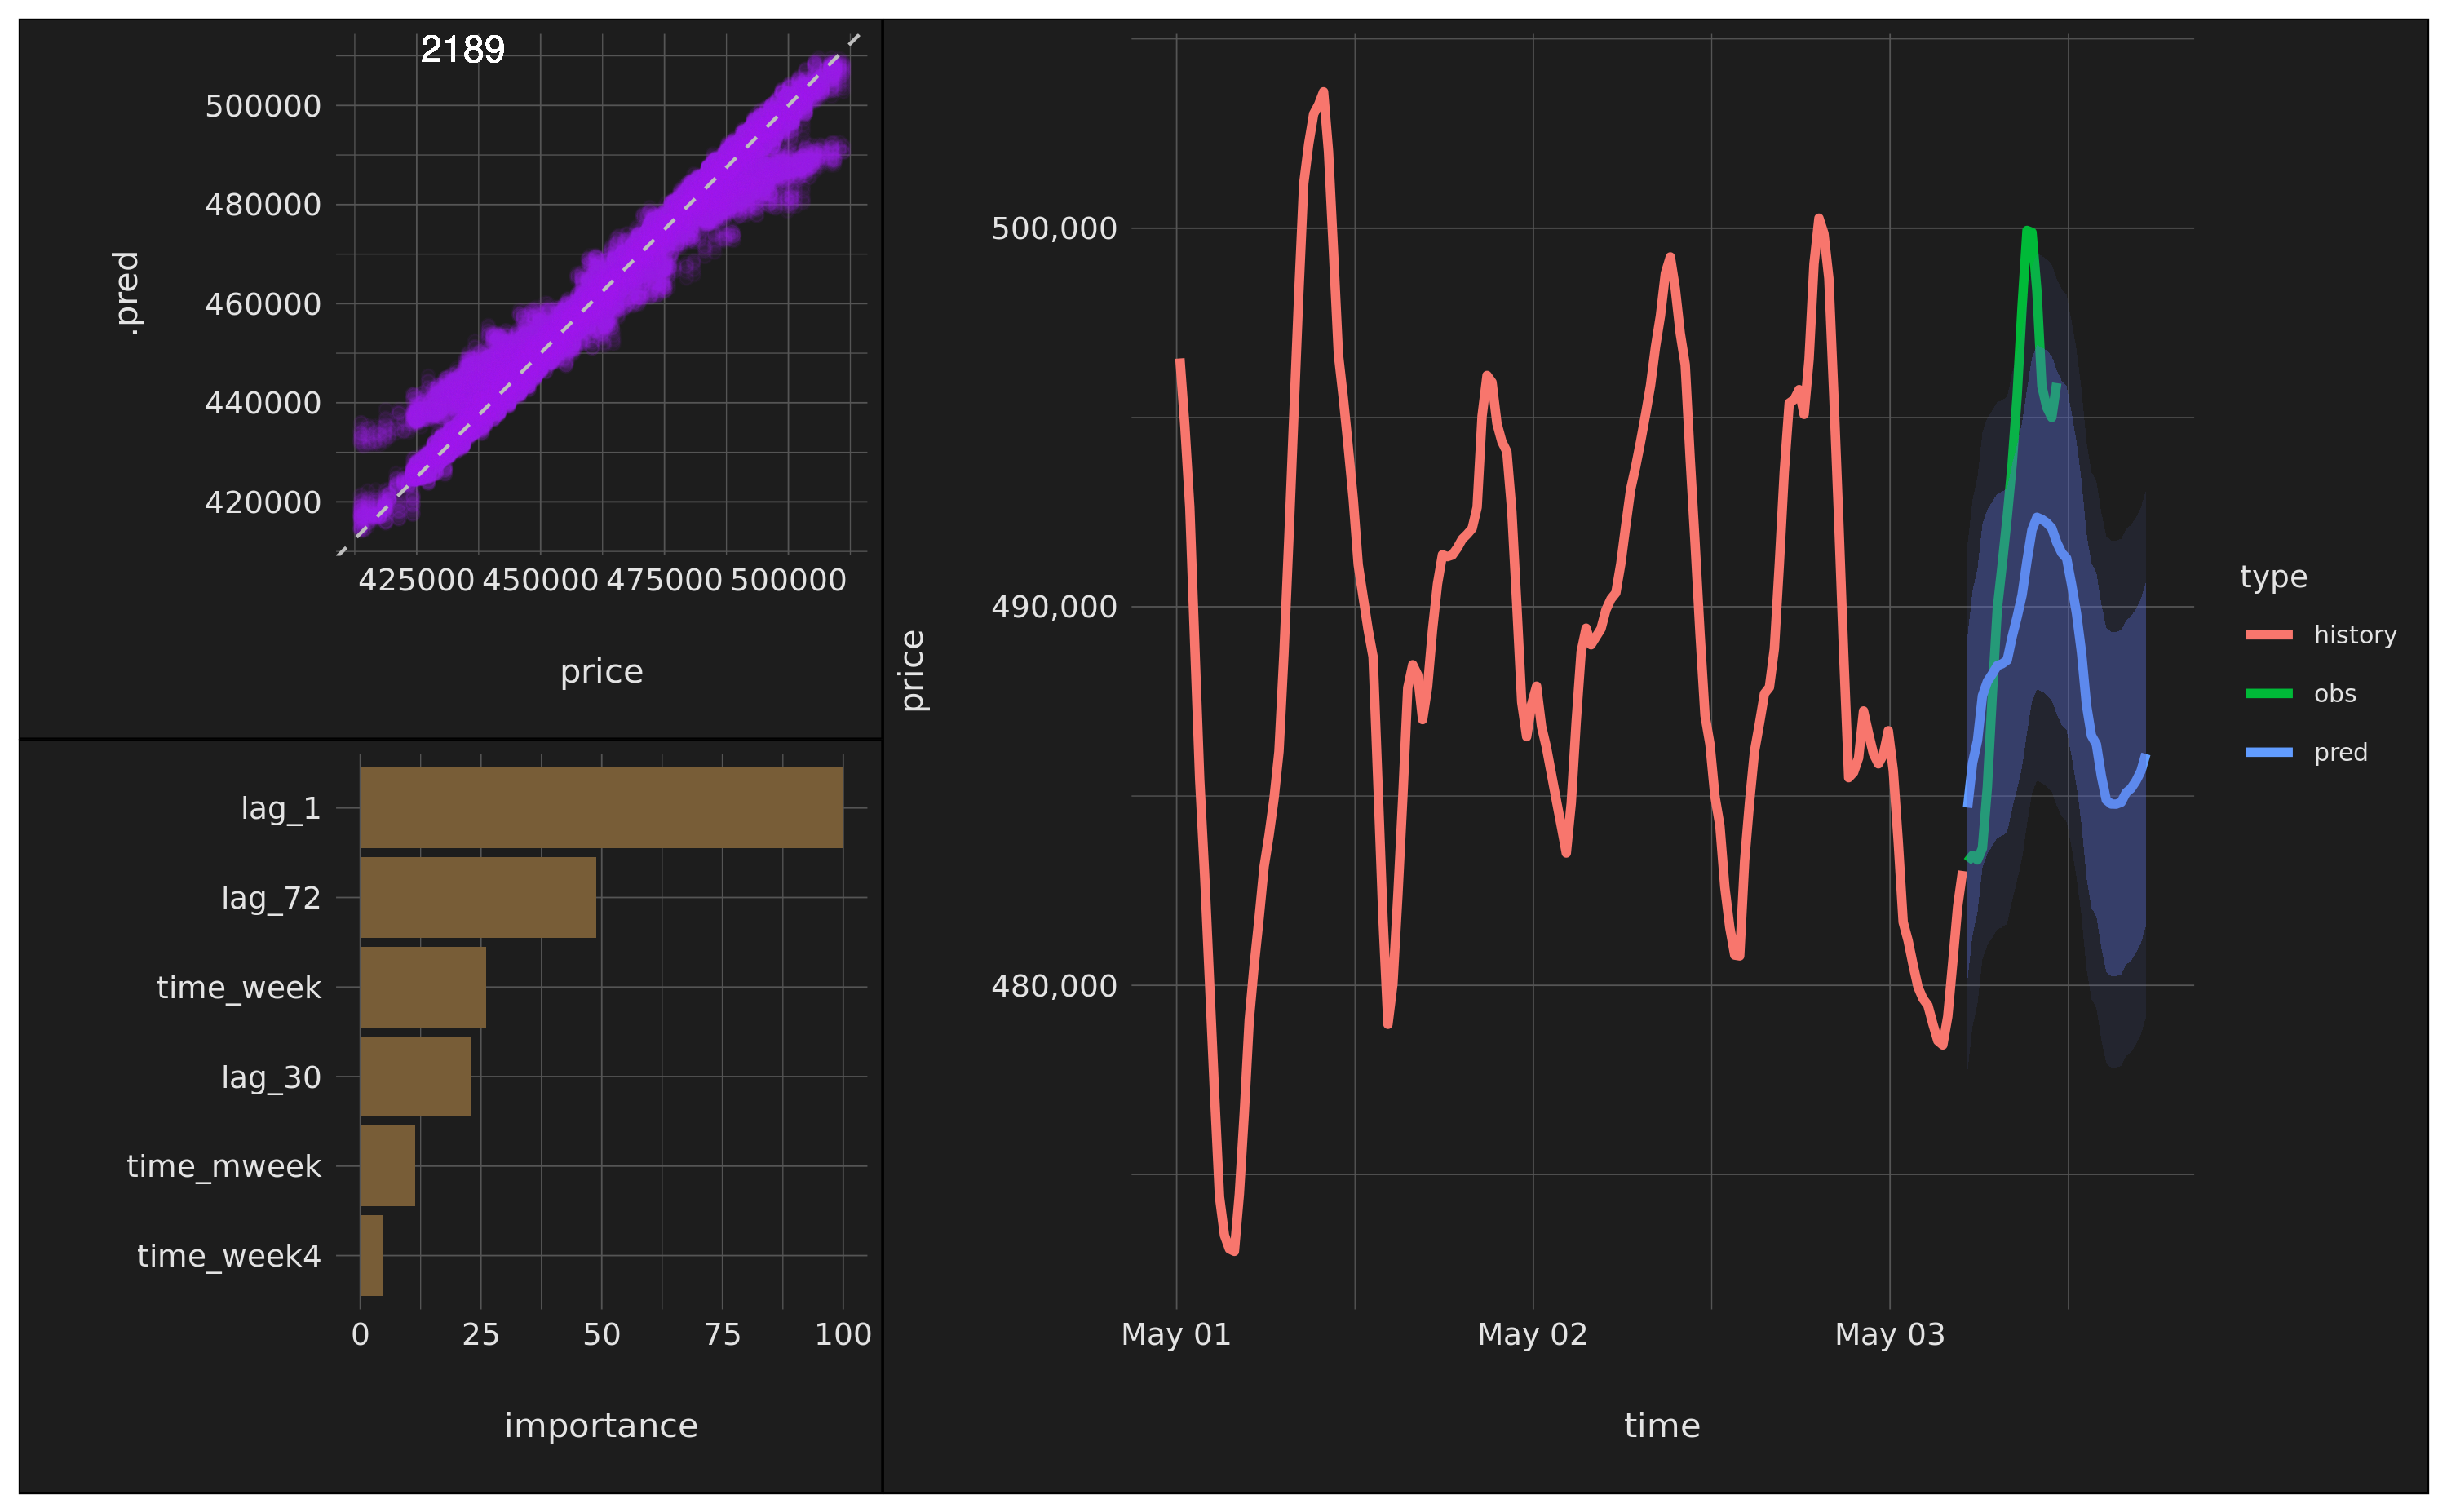 2189
500000
480000
460000
440000
420000
.pred
425000 450000 475000 500000
price
lag_1
lag_72
time_week
lag_30
time_mweek
time_week4
0 25 50 75 100
importance
500,000
490,000
480,000
price
May 01 May 02 May 03
time
type
history
obs
pred